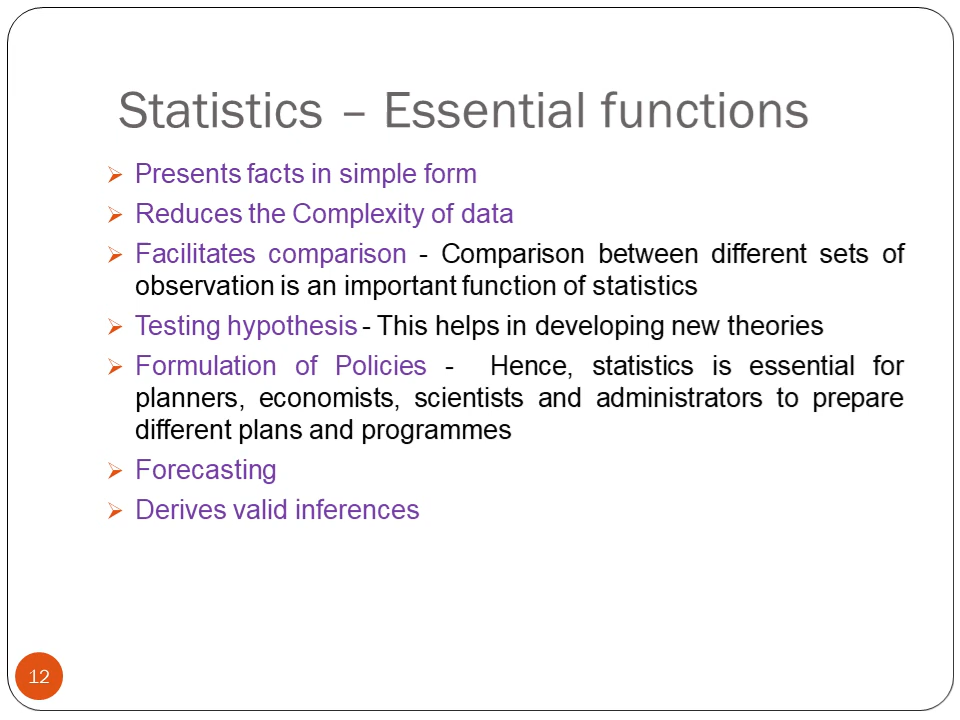 Statistics – Essential functions
Presents facts in simple form
Reduces the Complexity of data
Facilitates comparison - Comparison between different sets of
observation is an important function of statistics
Testing hypothesis - This helps in developing new theories
Formulation of Policies - Hence, statistics is essential for
planners, economists, scientists and administrators to prepare
different plans and programmes
Forecasting
Derives valid inferences
12